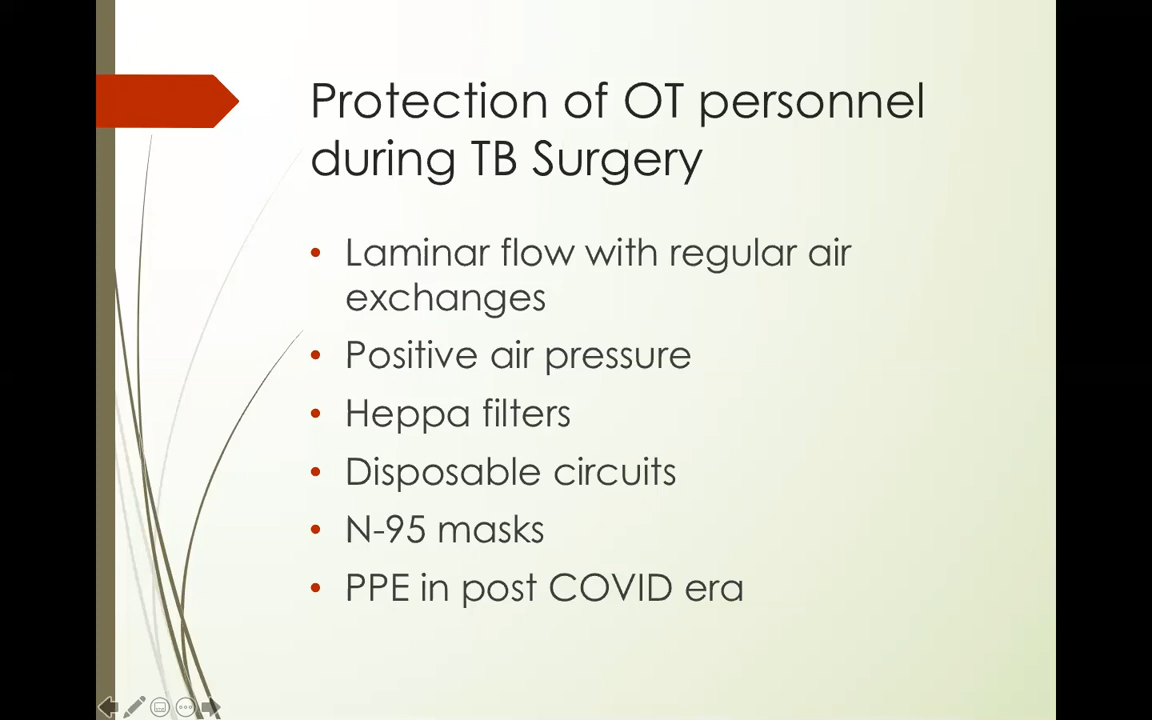 Protection of OT personnel
during TB Surgery
• Laminar flow with regular air
exchanges
• Positive air pressure
• Heppa filters
• Disposable circuits
• N-95 masks
• PPE in post COVID era